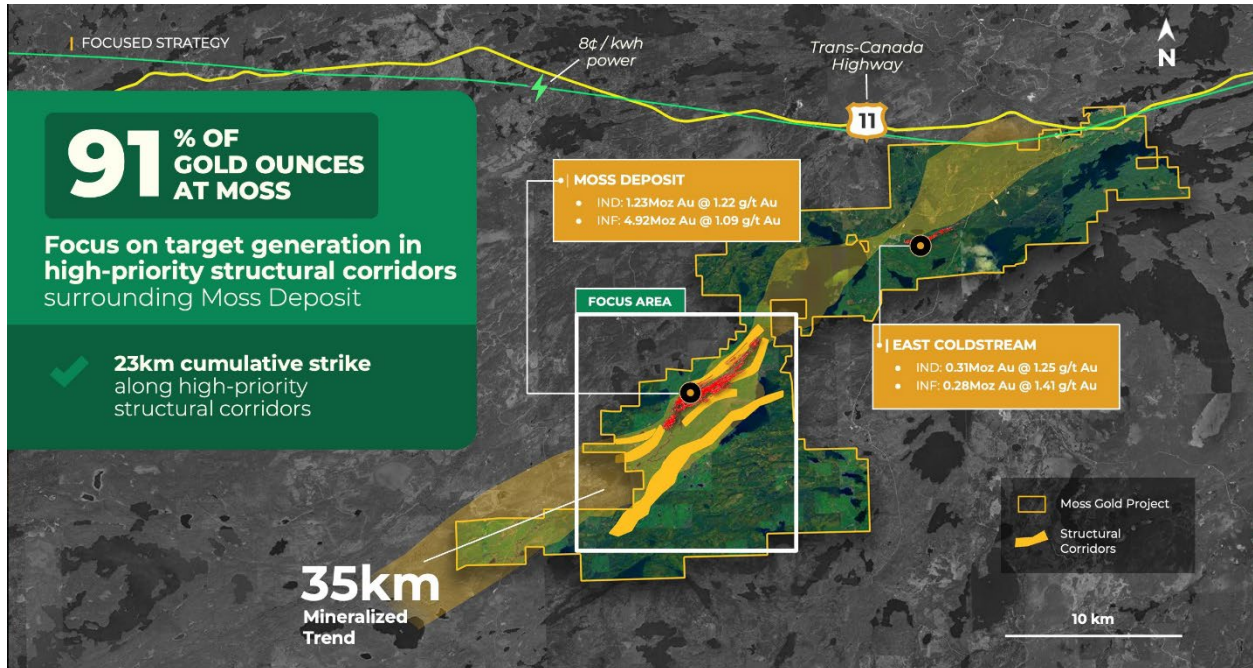 | FOCUSED STRATEGY
8¢ / kwh
power
Trans-Canada
Highway
11
N
91 % OF
GOLD OUNCES
AT MOSS
Focus on target generation in
high-priority structural corridors
surrounding Moss Deposit
23km cumulative strike
along high-priority
structural corridors
| MOSS DEPOSIT
• IND: 1.23Moz Au @ 1.22 g/t Au
• INF: 4.92Moz Au @ 1.09 g/t Au
FOCUS AREA
| EAST COLDSTREAM
• IND: 0.31Moz Au @ 1.25 g/t Au
• INF: 0.28Moz Au @ 1.41 g/t Au
35km
Mineralized
Trend
Moss Gold Project
Structural
Corridors
10 km